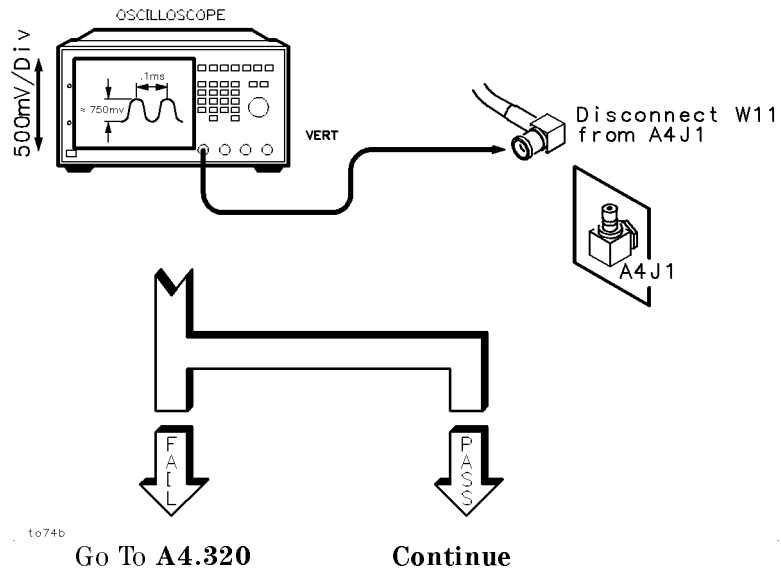 OSCILLOSCOPE
500mV/Div
.1ms
≈ 750mv
VERT
Disconnect W11
from A4J1
A4J1
FAIL
PASS
to74b
Go To A4.320
Continue